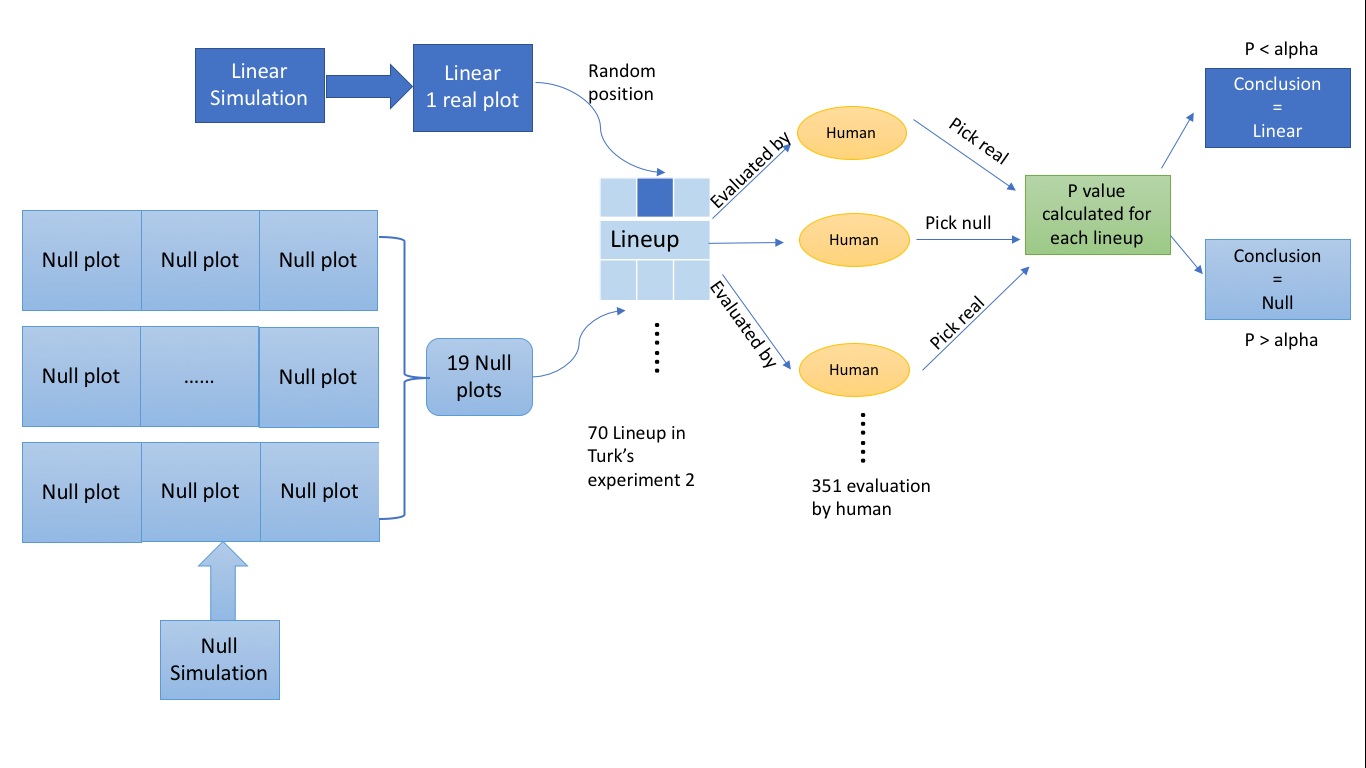 Linear
Simulation
Linear
1 real plot
Random
position
P < alpha
Conclusion
=
Linear
Human
Evaluated by
Pick real
Null plot
Null plot
Null plot
Lineup
Human
Pick null
P value
calculated for
each lineup
Conclusion
=
Null
P > alpha
Null plot
......
Null plot
19 Null
plots
Evaluated by
Human
Pick real
70 Lineup in
Turk's
experiment 2
351 evaluation
by human
Null plot
Null plot
Null plot
Null
Simulation